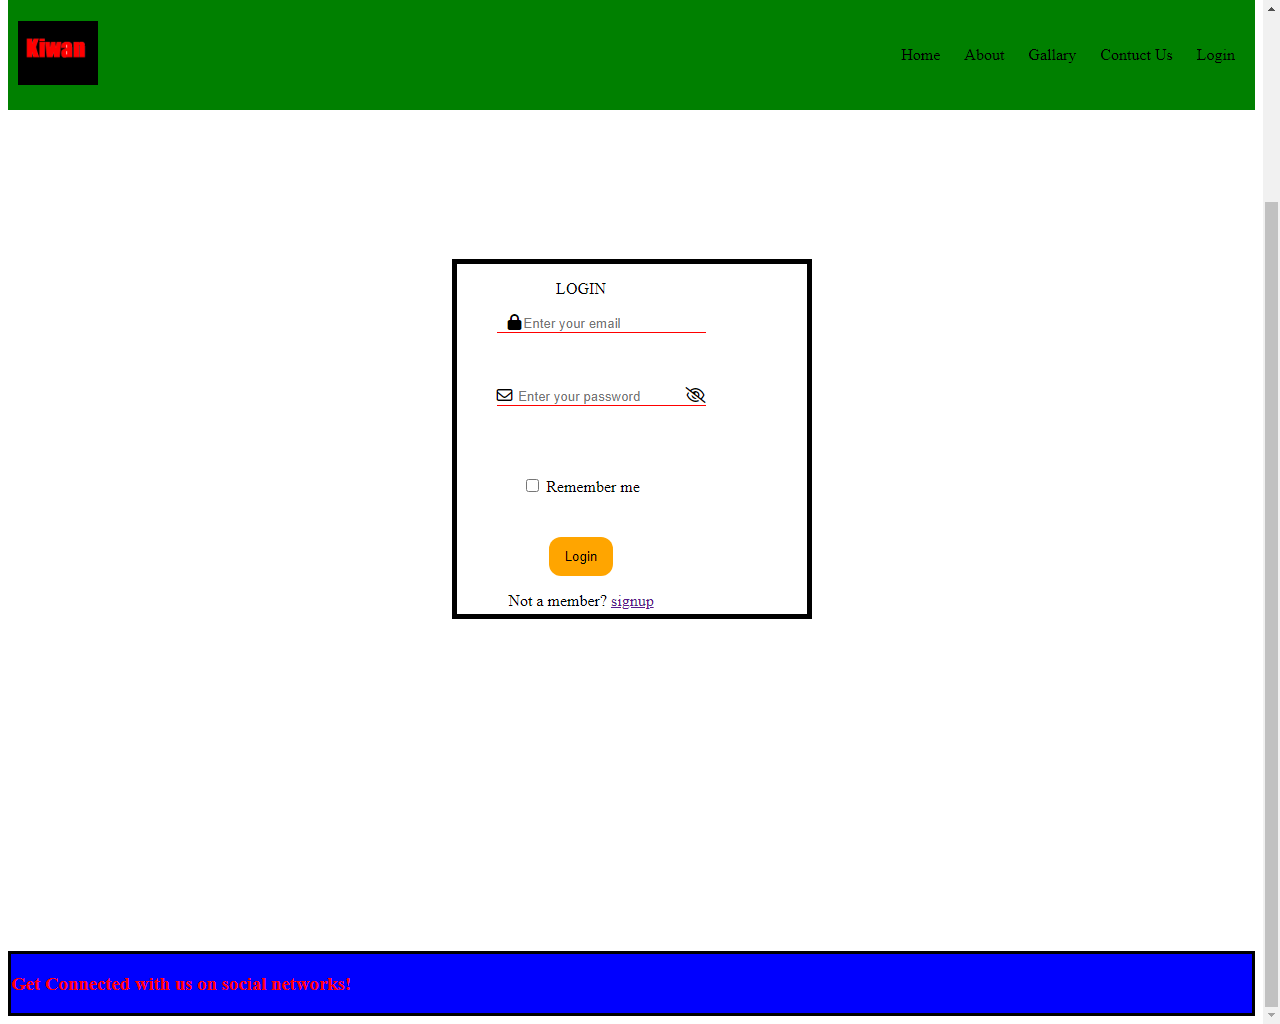 Kiwan
Home About Gallary Contuct Us Login
LOGIN
Enter your email
Enter your password
Remember me
Login
Not a member? signup
Get Connected with us on social networks!